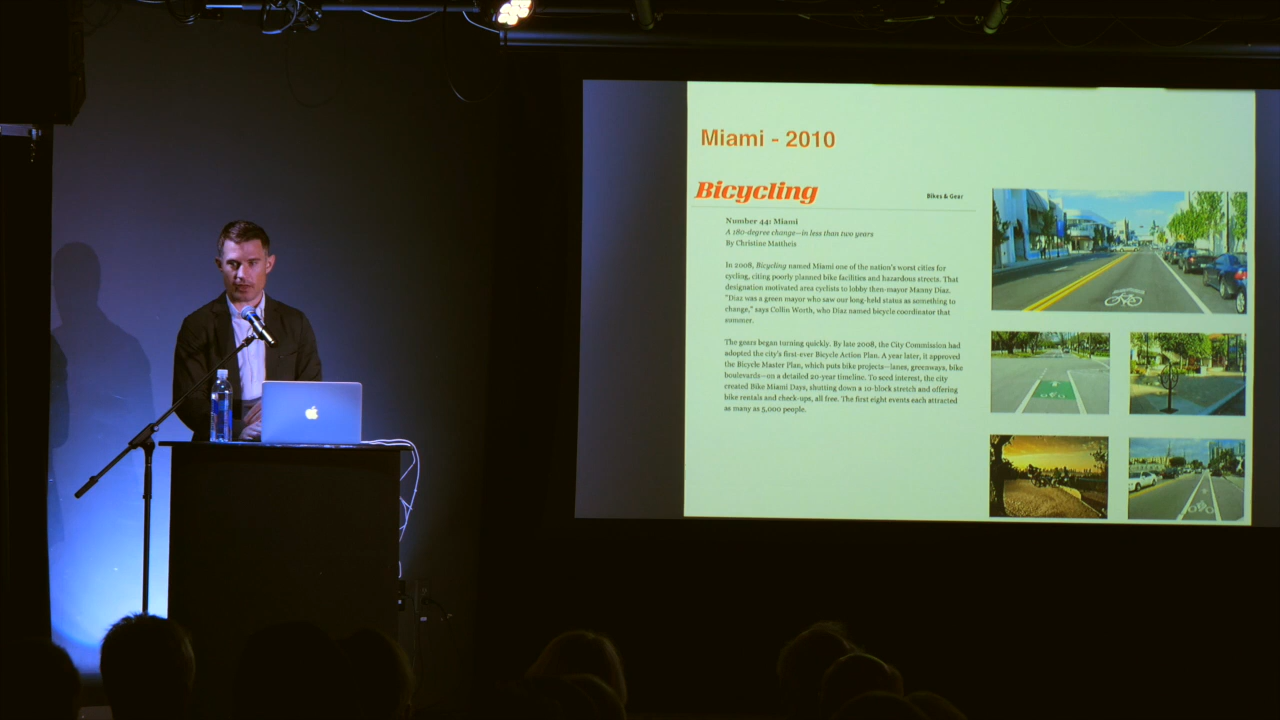 Miami - 2010
Bicycling
Bikes & Gear
Number 44: Miami
A 180-degree change—in less than two years
By Christine Mattheis
In 2008, Bicycling named Miami one of the nation's worst cities for
cycling, citing poorly planned bike facilities and hazardous streets. That
designation motivated area cyclists to lobby then-mayor Manny Diaz.
"Diaz was a green mayor who saw our long-held status as something to
change," says Collin Worth, who Diaz named bicycle coordinator that
summer.
The gears began turning quickly. By late 2008, the City Commission had
adopted the city's first-ever Bicycle Action Plan. A year later, it approved
the Bicycle Master Plan, which puts bike projects—lanes, greenways, bike
boulevards—on a detailed 20-year timeline. To seed interest, the city
created Bike Miami Days, shutting down a 10-block stretch and offering
bike rentals and check-ups, all free. The first eight events each attracted
as many as 5,000 people.